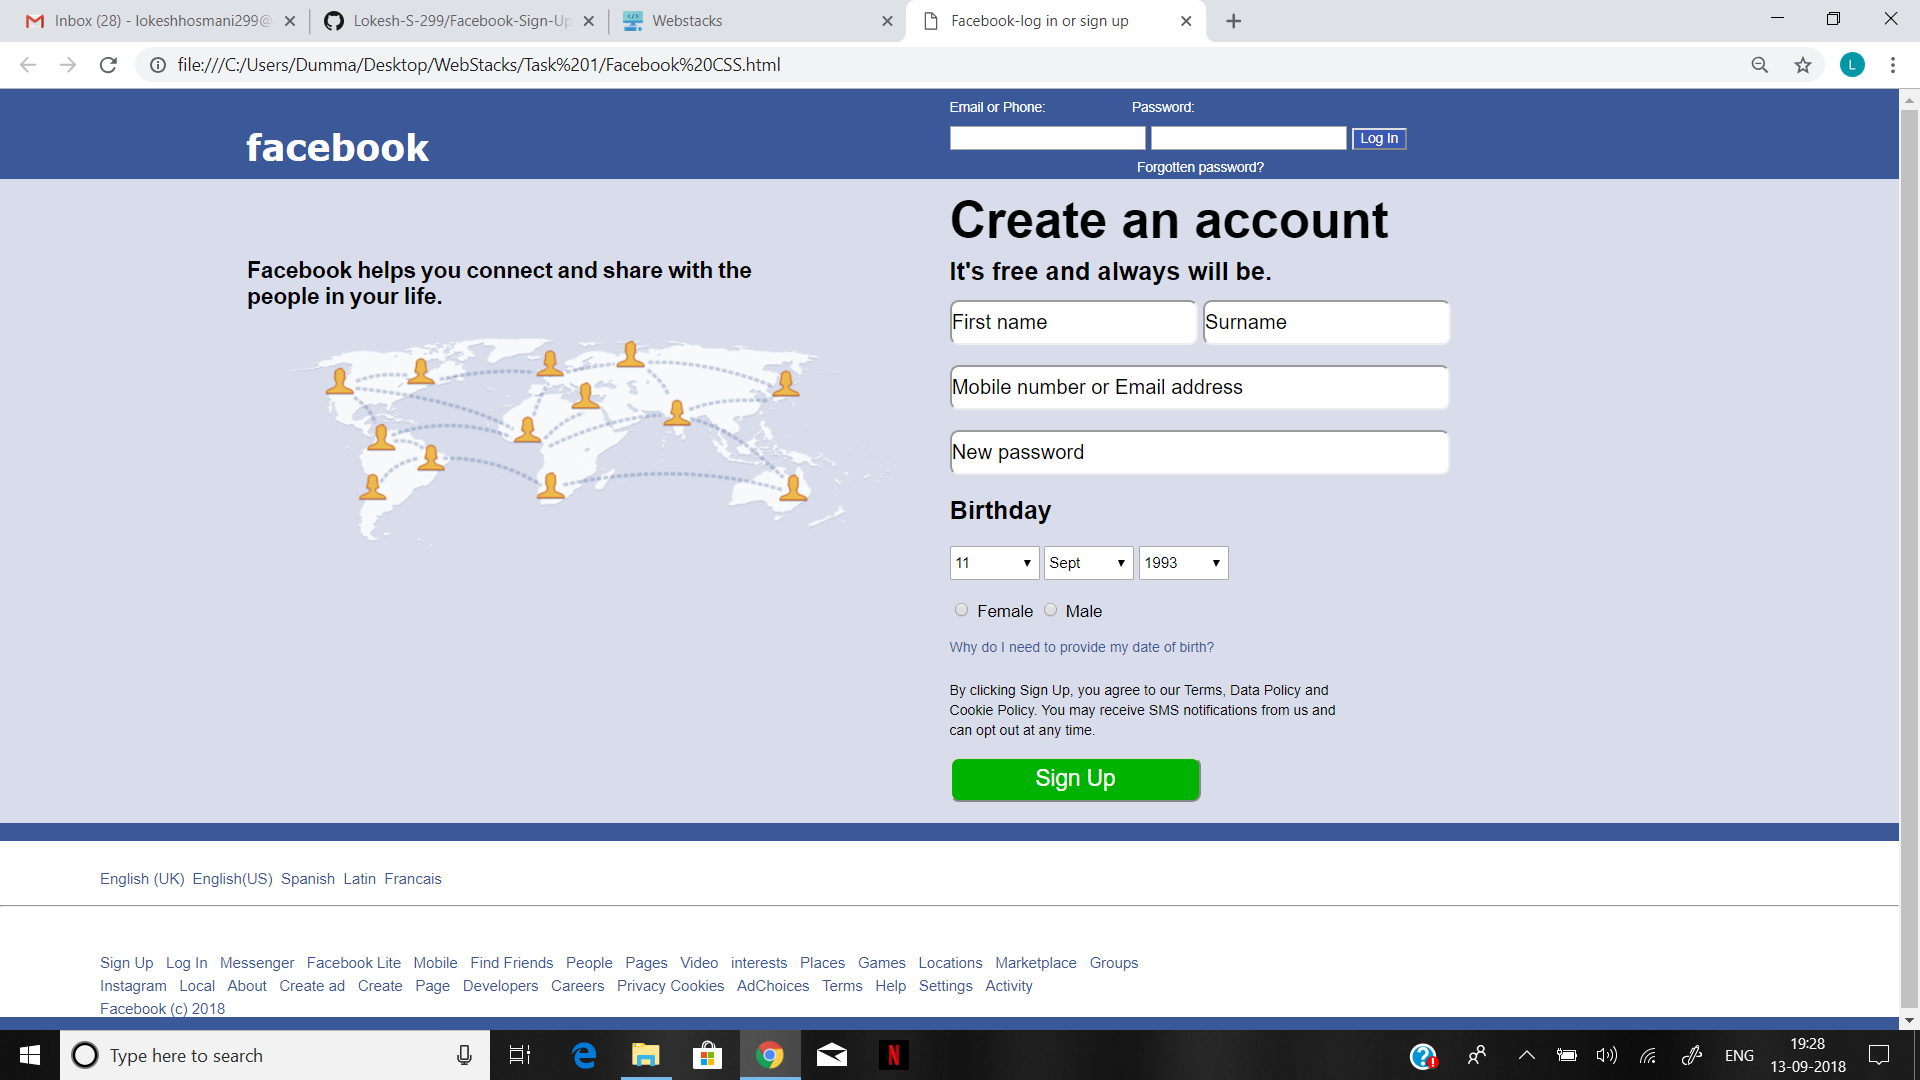 Inbox (28) - lokeshhosmani299@
Lokesh-S-299/Facebook-Sign-Up
Webstacks
Facebook-log in or sign up
file:///C:/Users/Dumma/Desktop/WebStacks/Task%201/Facebook%20CSS.html
L
Email or Phone: Password:
facebook
Log In
Forgotten password?
Create an account
Facebook helps you connect and share with the
people in your life.
It's free and always will be.
First name Surname
Mobile number or Email address
New password
Birthday
11 Sept 1993
Female Male
Why do I need to provide my date of birth?
By clicking Sign Up, you agree to our Terms, Data Policy and
Cookie Policy. You may receive SMS notifications from us and
can opt out at any time.
Sign Up
English (UK) English(US) Spanish Latin Francais
Sign Up Log In Messenger Facebook Lite Mobile Find Friends People Pages Video interests Places Games Locations Marketplace Groups
Instagram Local About Create ad Create Page Developers Careers Privacy Cookies AdChoices Terms Help Settings Activity
Facebook (c) 2018
Type here to search
ENG
19:28
13-09-2018